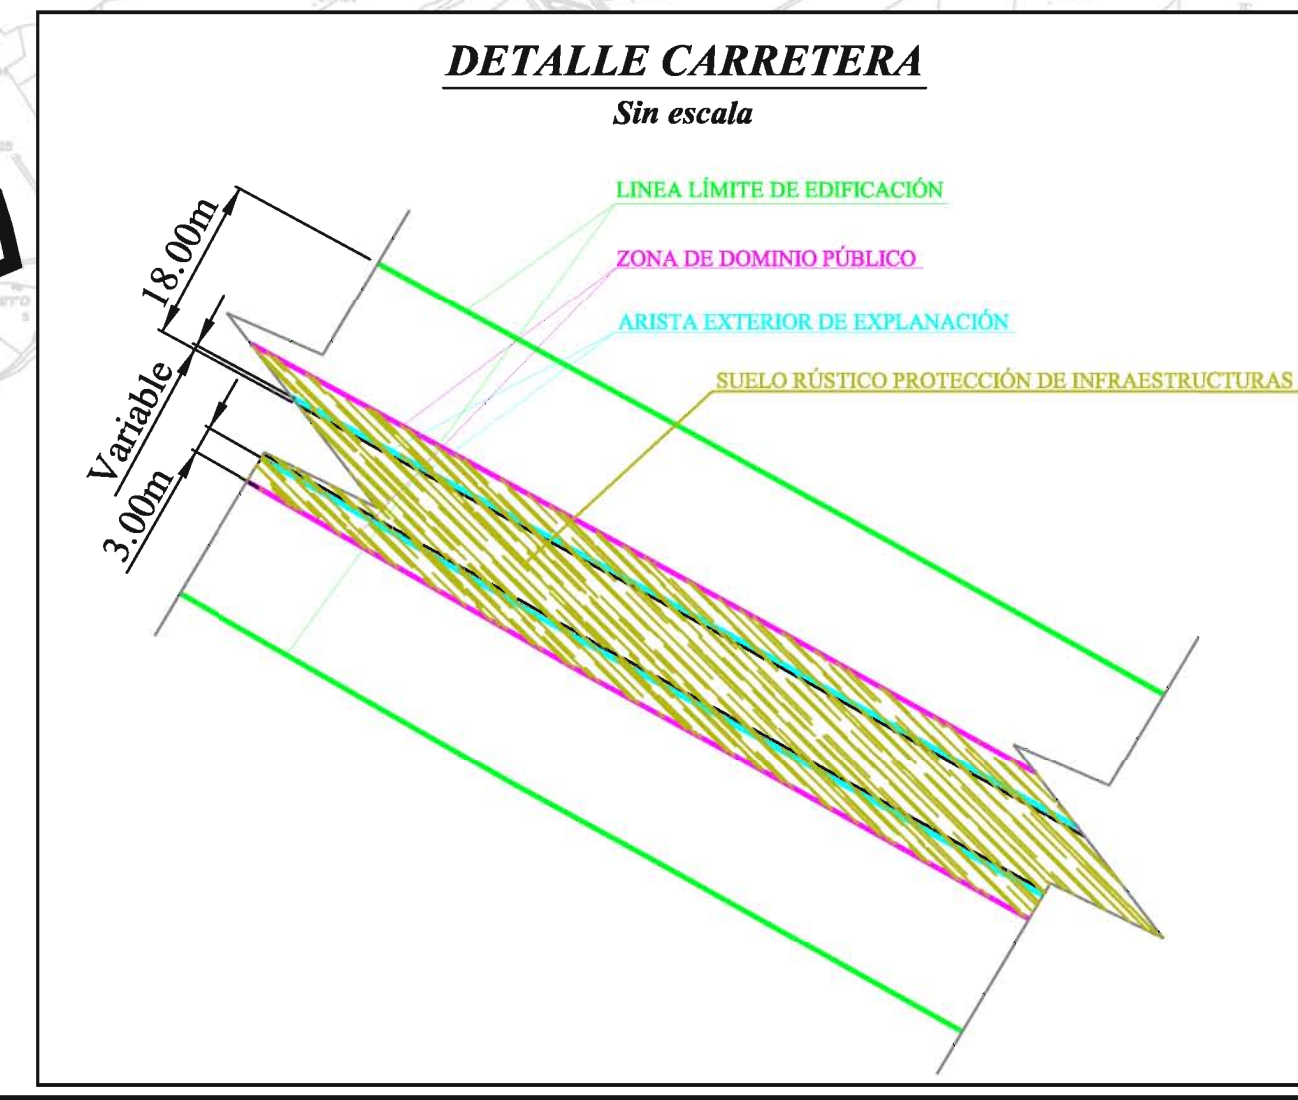 DETALLE CARRETERA
Sin escala
LINEA LÍMITE DE EDIFICACIÓN
18.00m
ZONA DE DOMINIO PÚBLICO
ARISTA EXTERIOR DE EXPLANACIÓN
SUELO RÚSTICO PROTECCIÓN DE INFRAESTRUCTURAS
Variable
3.00m